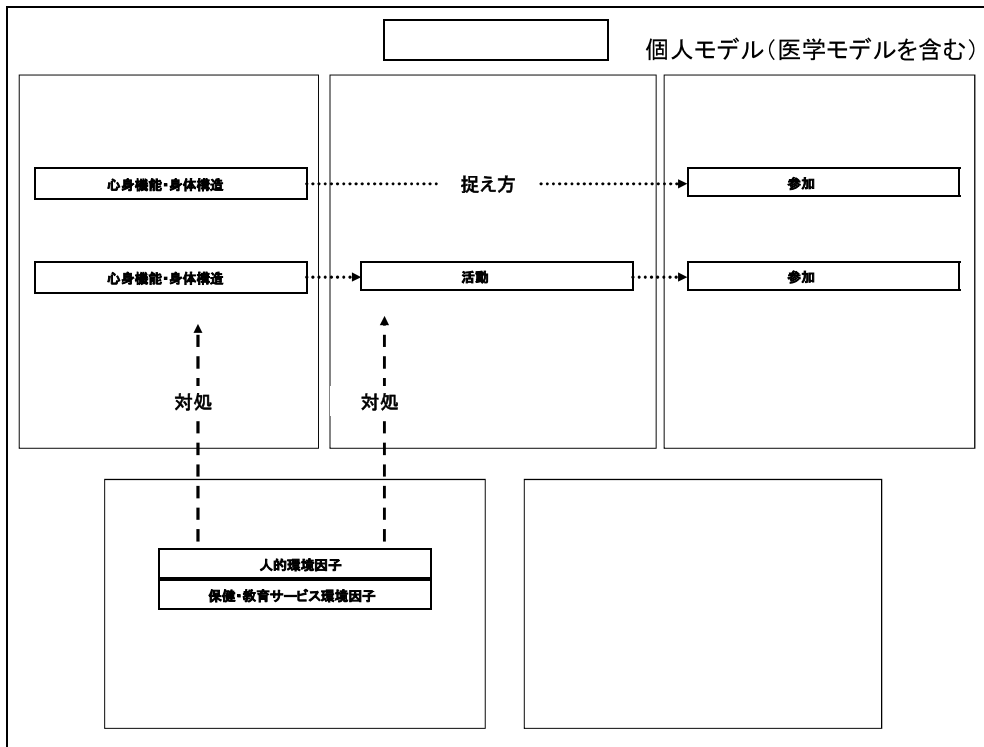 個人モデル(医学モデルを含む)
心身機能・身体構造
捉え方
参加
心身機能・身体構造
活動
参加
対処
対処
人的環境因子
保健・教育サービス環境因子